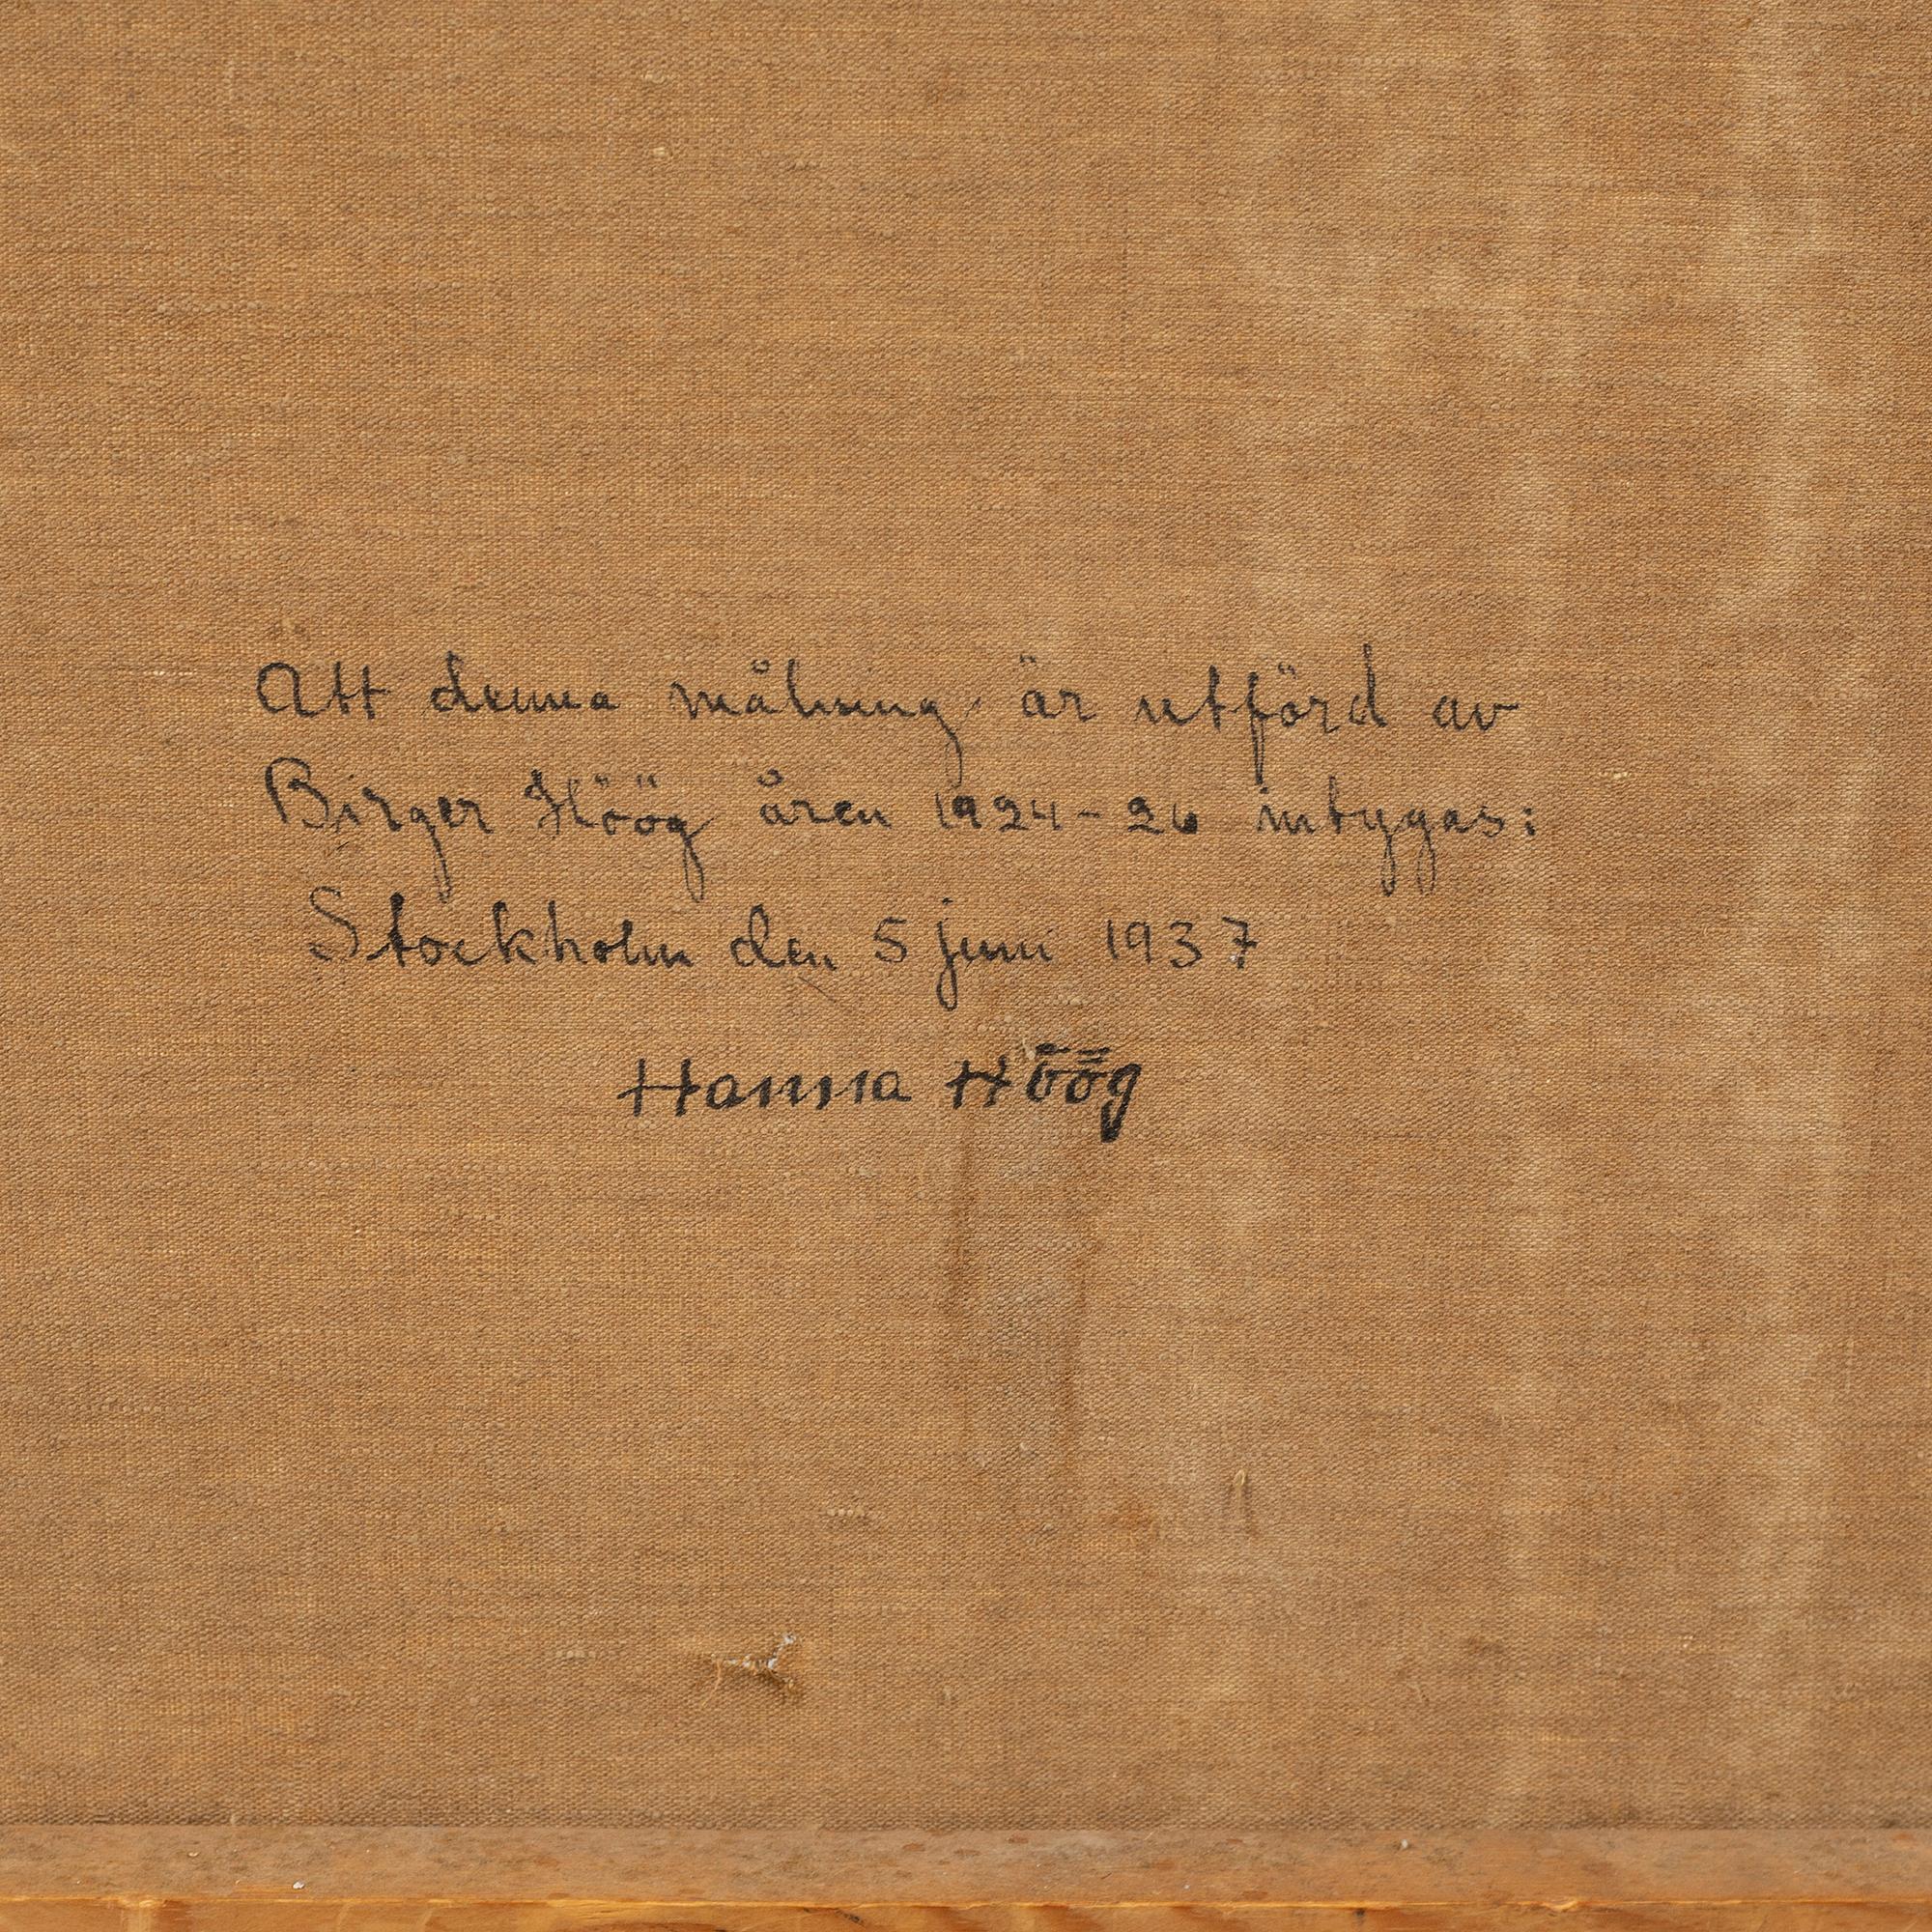 Att denna målning är utförd av
Birger Höög åren 1924-26 intygas:
Stockholm den 5 juni 1937
Hanna Höög